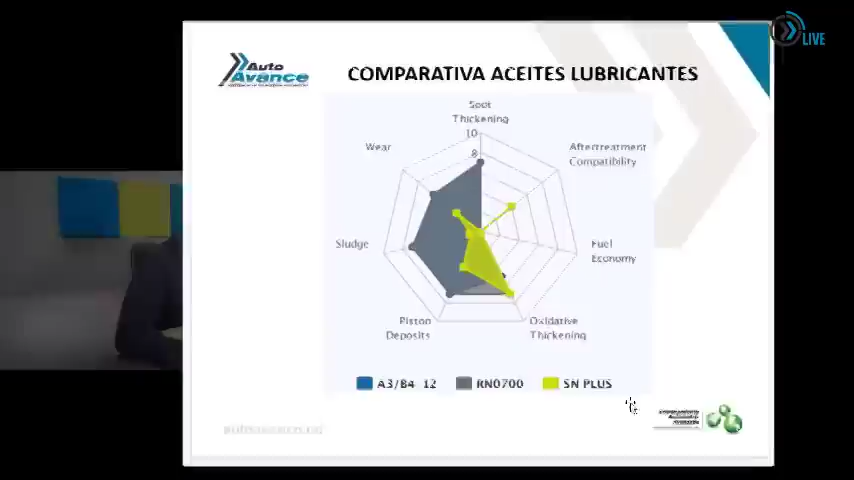 LIVE
Auto
Avance
COMPARATIVA ACEITES LUBRICANTES
Soot
Thickening
10
8
Wear
Aftertreatment
Compatibility
Sludge
Fuel
Economy
Piston
Deposits
Oxidative
Thickening
A3/B4 12
RN0700
SN PLUS